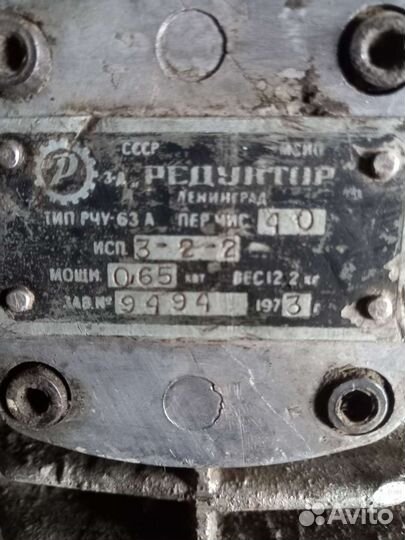 СССР МСИП
З-Д „РЕДУКТОР
ЛЕНИНГРАД
ТИП РЧУ-63 А ПЕР.ЧИС. 40
ИСП. 3-2-2
МОЩН. 0,65 квт ВЕС 12,2 кг
ЗАВ.№ 9494 1973 г
Avito